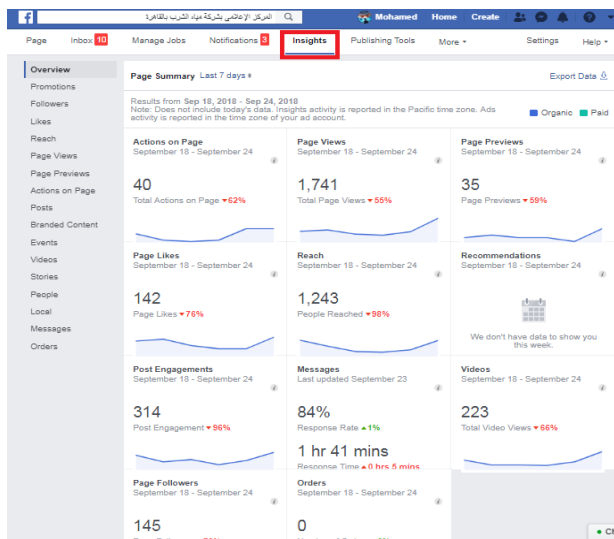 المركز الإعلامى بشركة مياه الشرب بالقاهرة
Mohamed Home Create
Page Inbox 10 Manage Jobs Notifications 3 Insights Publishing Tools More Settings Help
Overview
Promotions
Followers
Likes
Reach
Page Views
Page Previews
Actions on Page
Posts
Branded Content
Events
Videos
Stories
People
Local
Messages
Orders
Page Summary Last 7 days
Export Data
Results from Sep 18, 2018 - Sep 24, 2018
Note: Does not include today's data. Insights activity is reported in the Pacific time zone. Ads
activity is reported in the time zone of your ad account.
Organic Paid
Actions on Page
September 18 - September 24
40
Total Actions on Page ▾62%
Page Views
September 18 - September 24
1,741
Total Page Views ▾55%
Page Previews
September 18 - September 24
35
Page Previews ▾59%
Page Likes
September 18 - September 24
142
Page Likes ▾76%
Reach
September 18 - September 24
1,243
People Reached ▾98%
Recommendations
September 18 - September 24
We don't have data to show you
this week.
Post Engagements
September 18 - September 24
314
Post Engagement ▾96%
Messages
Last updated September 23
84%
Response Rate ▴1%
1 hr 41 mins
Response Time ▴0 hrs 5 mins
Videos
September 18 - September 24
223
Total Video Views ▾66%
Page Followers
September 18 - September 24
145
Orders
September 18 - September 24
0